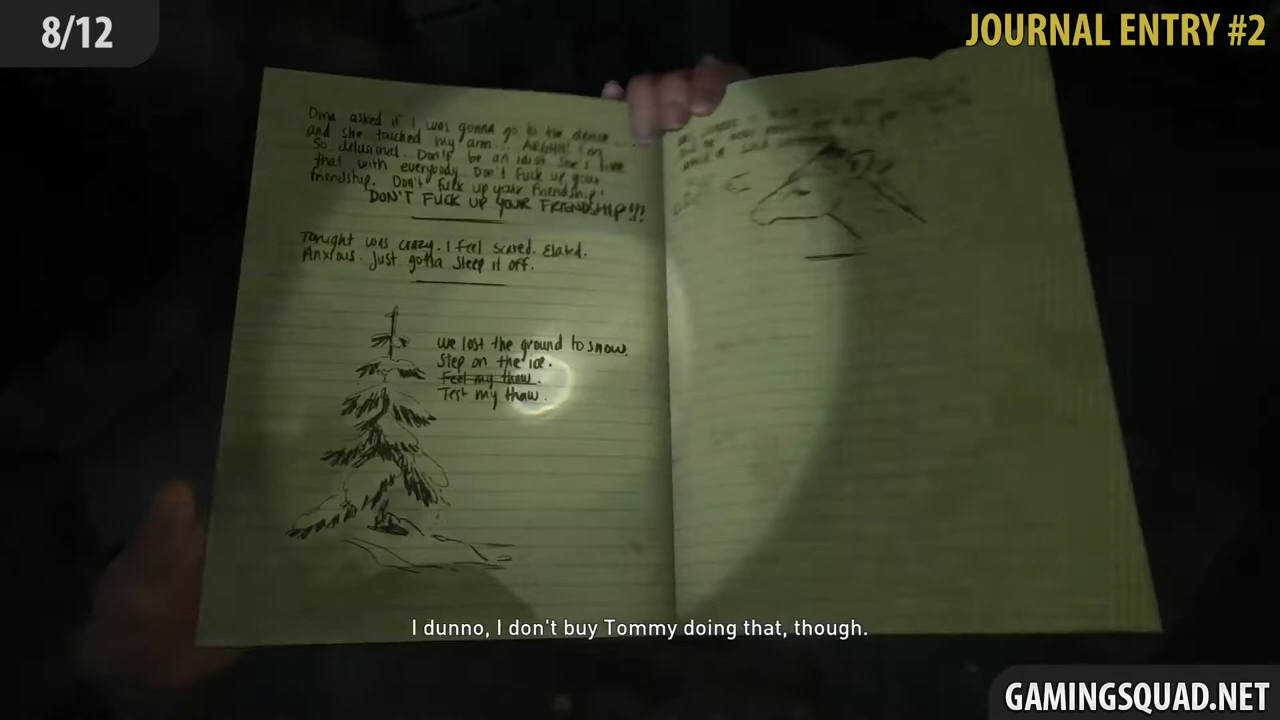 8/12
JOURNAL ENTRY #2
Dina asked if I was gonna go to the dance
and she touched my arm... ARGHH! I'm
So delusional. Don't be an idiot she's like
that with everybody. Don't fuck up your
friendship. Don't fuck up your friendship!
DON'T FUCK UP YOUR FRIENDSHIP!!!
Tonight was crazy. I feel scared. Elated.
Anxious. Just gotta sleep it off.
we lost the ground to snow.
Step on the ice.
Feel my thaw.
Test my thaw.
I dunno, I don't buy Tommy doing that, though.
GAMINGSQUAD.NET